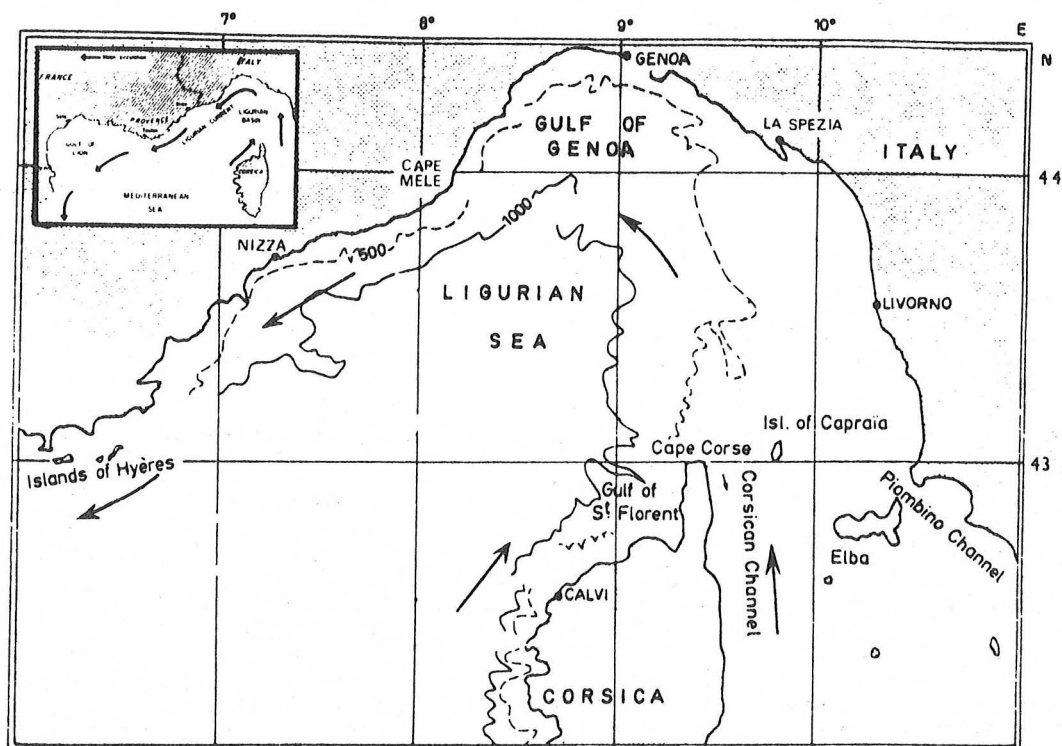 7°
8°
9°
10°
E
N
ITALY
FRANCE
PROVENCE
Toulon
LIGURIAN CURRENT
LIGURIAN
BASIN
GULF OF
LION
CORSICA
MEDITERRANEAN
SEA
GENOA
GULF OF
GENOA
LA SPEZIA
ITALY
CAPE
MELE
44
1000
500
NIZZA
LIGURIAN
SEA
LIVORNO
Isl. of Capraïa
Cape Corse
43
Islands of Hyères
Gulf of
St Florent
Corsican Channel
Piombino Channel
Elba
CALVI
CORSICA